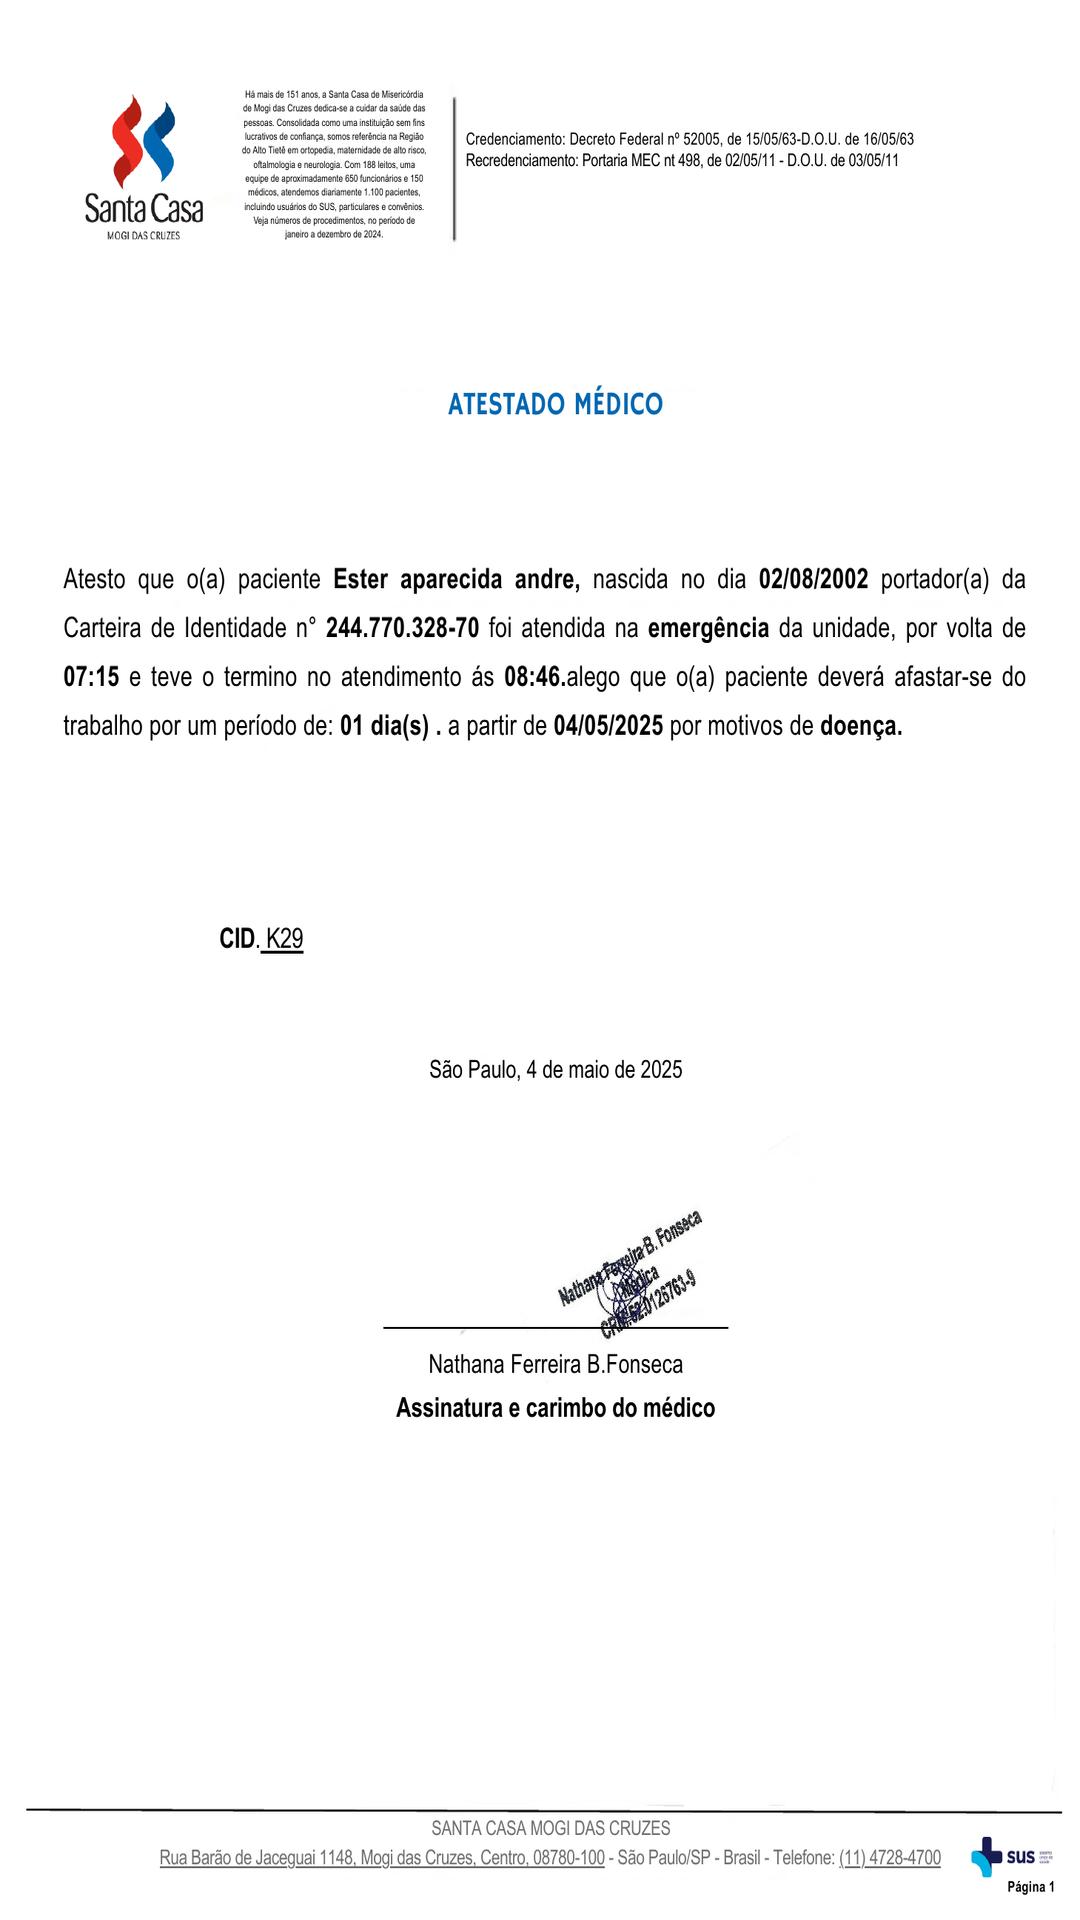 Santa Casa
MOGI DAS CRUZES
Há mais de 151 anos, a Santa Casa de Misericórdia
de Mogi das Cruzes dedica-se a cuidar da saúde das
pessoas. Consolidada como uma instituição sem fins
lucrativos de confiança, somos referência na Região
do Alto Tietê em ortopedia, maternidade de alto risco,
oftalmologia e neurologia. Com 188 leitos, uma
equipe de aproximadamente 650 funcionários e 150
médicos, atendemos diariamente 1.100 pacientes,
incluindo usuários do SUS, particulares e convênios.
Veja números de procedimentos, no período de
janeiro a dezembro de 2024.
Credenciamento: Decreto Federal nº 52005, de 15/05/63-D.O.U. de 16/05/63
Recredenciamento: Portaria MEC nt 498, de 02/05/11 - D.O.U. de 03/05/11
ATESTADO MÉDICO
Atesto que o(a) paciente Ester aparecida andre, nascida no dia 02/08/2002 portador(a) da
Carteira de Identidade n° 244.770.328-70 foi atendida na emergência da unidade, por volta de
07:15 e teve o termino no atendimento ás 08:46.alego que o(a) paciente deverá afastar-se do
trabalho por um período de: 01 dia(s) . a partir de 04/05/2025 por motivos de doença.
CID. K29
São Paulo, 4 de maio de 2025
Nathana Ferreira B. Fonseca
Médica
CRM.52.0126763-9
Nathana Ferreira B.Fonseca
Assinatura e carimbo do médico
SANTA CASA MOGI DAS CRUZES
Rua Barão de Jaceguai 1148, Mogi das Cruzes, Centro, 08780-100 - São Paulo/SP - Brasil - Telefone: (11) 4728-4700
SUS
Página 1